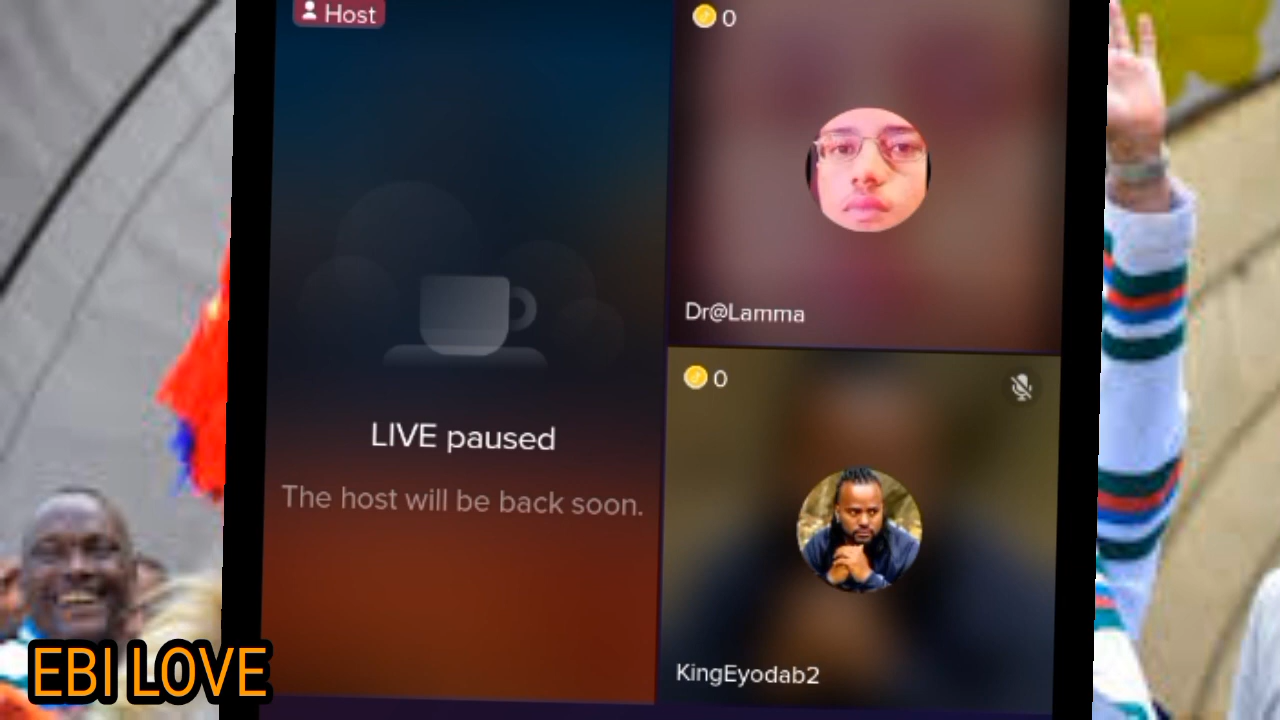 Host
LIVE paused
The host will be back soon.
0
Dr@Lamma
0
KingEyodab2
EBI LOVE